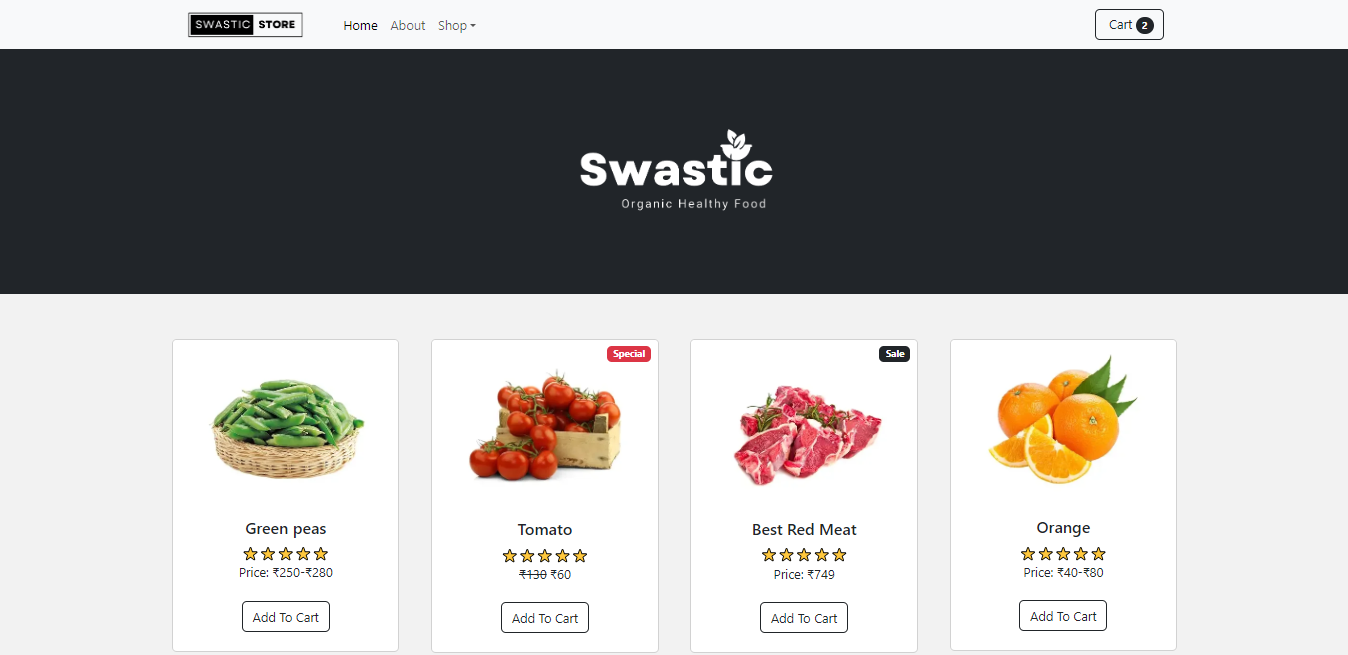 SWASTIC STORE
Home About Shop
Cart 2
Swastic
Organic Healthy Food
Special
Sale
Green peas
Price: ₹250-₹280
Add To Cart
Tomato
₹130 ₹60
Add To Cart
Best Red Meat
Price: ₹749
Add To Cart
Orange
Price: ₹40-₹80
Add To Cart